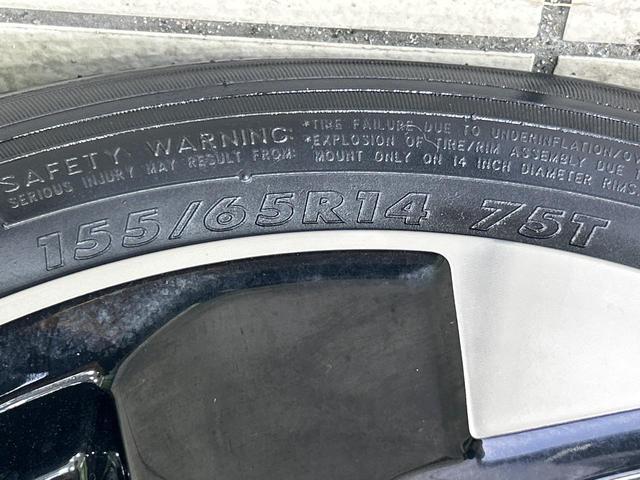 SAFETY WARNING:
SERIOUS INJURY MAY RESULT FROM:
*TIRE FAILURE DUE TO UNDERINFLATION/O
*EXPLOSION OF TIRE/RIM ASSEMBLY DUE T
MOUNT ONLY ON 14 INCH DIAMETER RIMS
155/65R14 75T